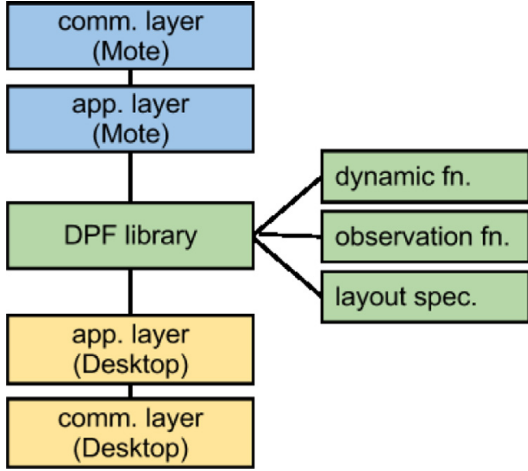 comm. layer
(Mote)
app. layer
(Mote)
DPF library
dynamic fn.
observation fn.
layout spec.
app. layer
(Desktop)
comm. layer
(Desktop)